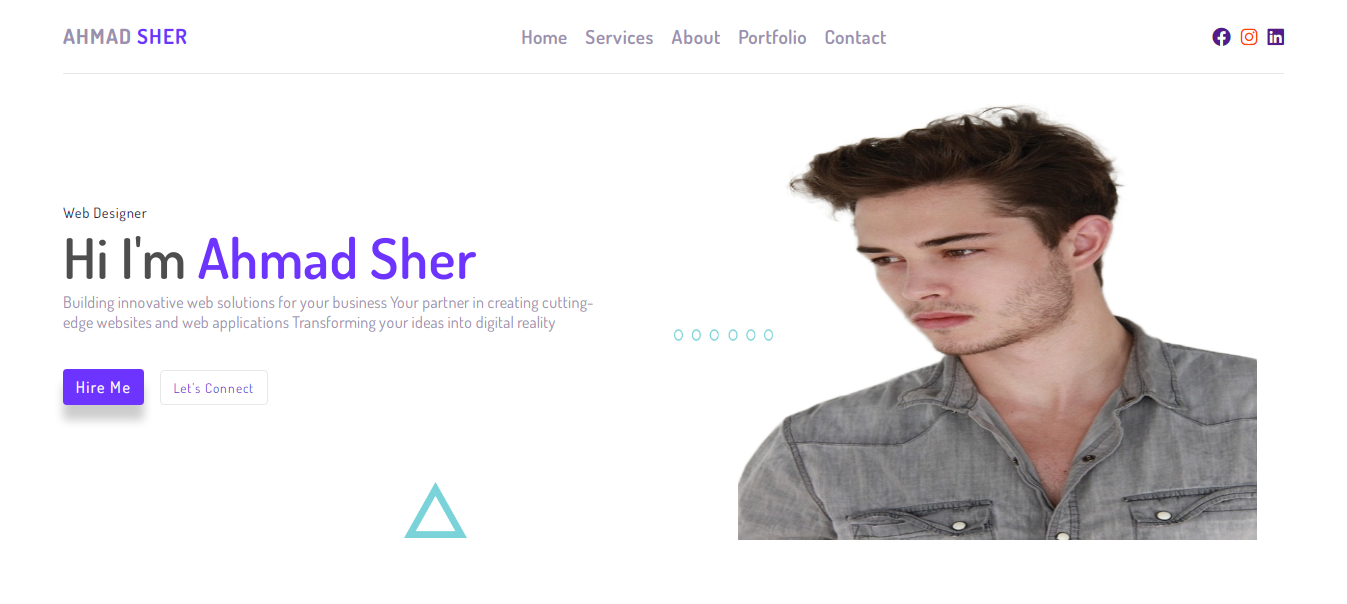 AHMAD SHER
Home Services About Portfolio Contact
Web Designer
Hi I'm Ahmad Sher
Building innovative web solutions for your business Your partner in creating cutting-
edge websites and web applications Transforming your ideas into digital reality
Hire Me
Let's Connect